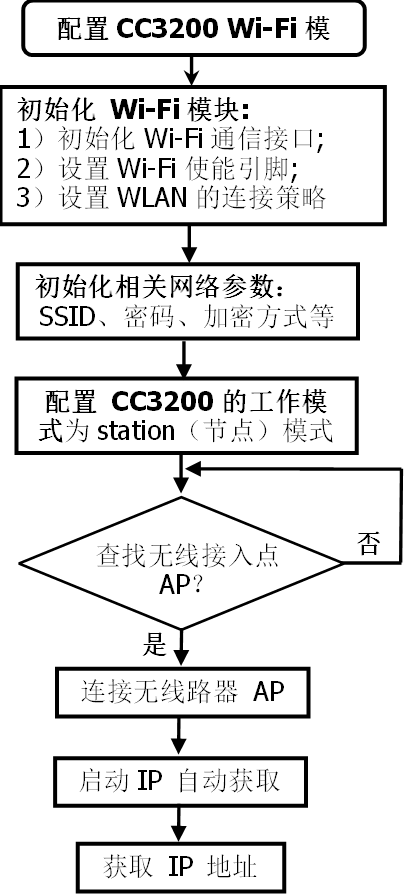 配置 CC3200 Wi-Fi 模
初始化 Wi-Fi 模块:
1）初始化 Wi-Fi 通信接口;
2）设置 Wi-Fi 使能引脚;
3）设置 WLAN 的连接策略
初始化相关网络参数：
SSID、密码、加密方式等
配置 CC3200 的工作模
式为 station（节点）模式
查找无线接入点
AP？
否
是
连接无线路器 AP
启动 IP 自动获取
获取 IP 地址